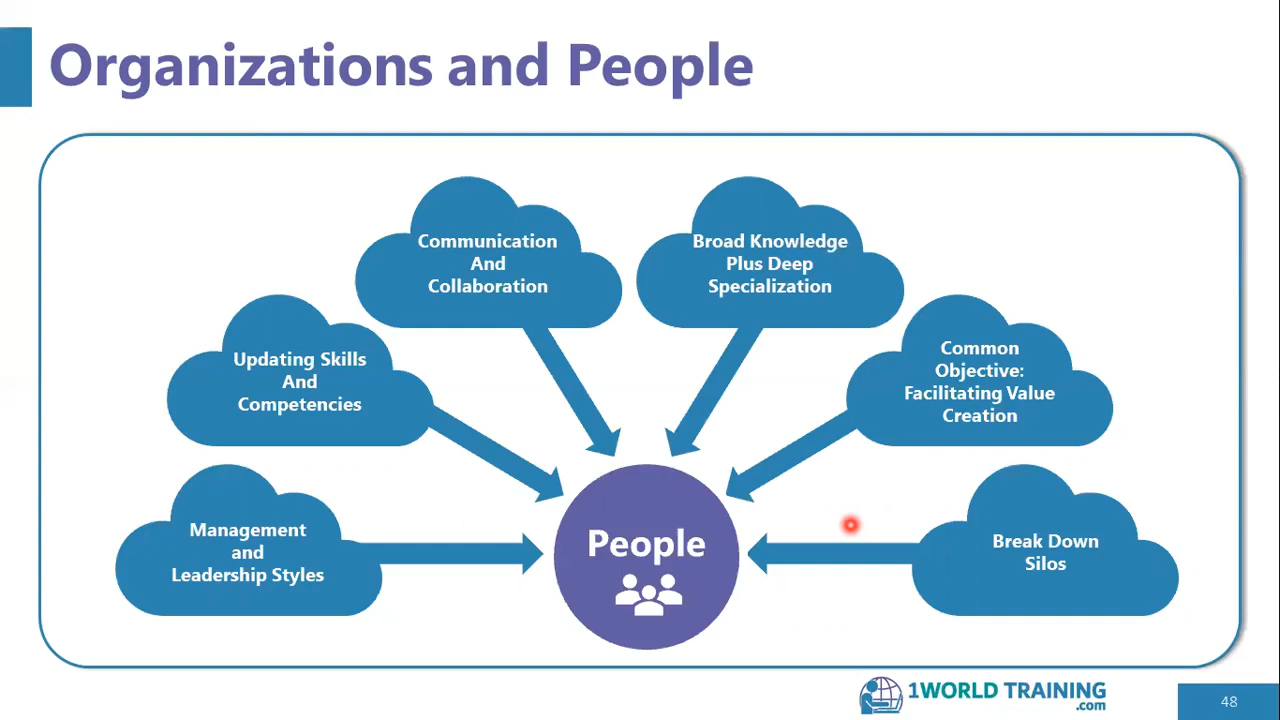 Organizations and People
Communication
And
Collaboration
Broad Knowledge
Plus Deep
Specialization
Updating Skills
And
Competencies
Common
Objective:
Facilitating Value
Creation
Management
and
Leadership Styles
People
Break Down
Silos
1WORLD TRAINING
.com
48